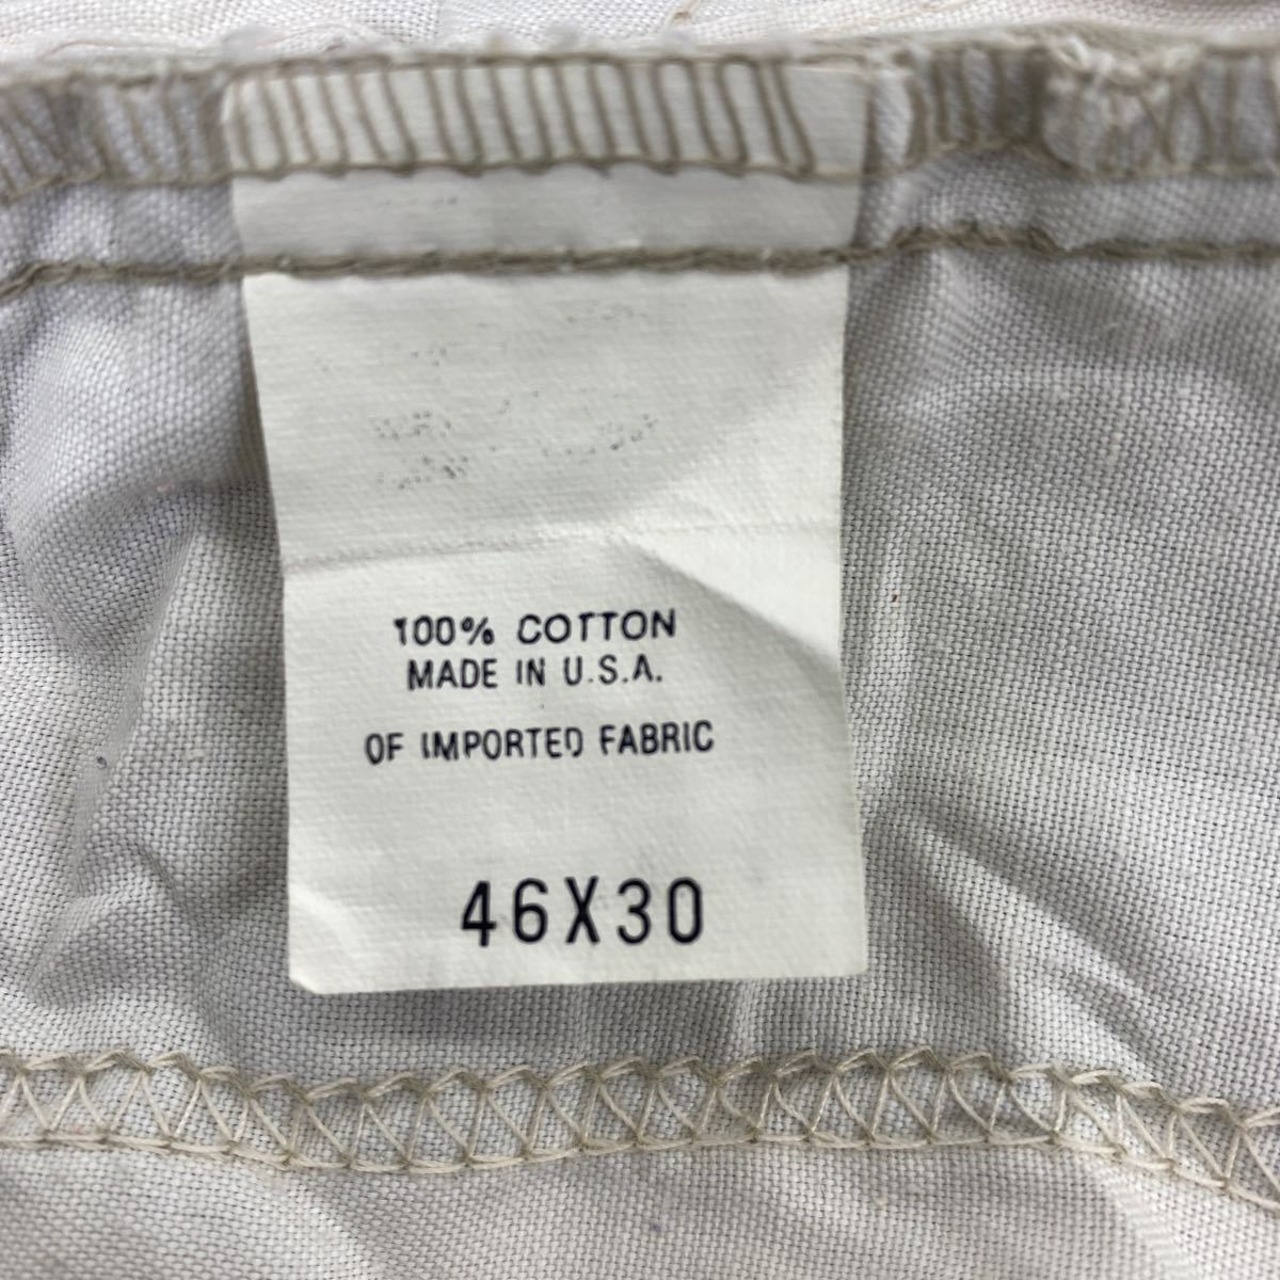 100% COTTON
MADE IN U.S.A.
OF IMPORTED FABRIC
46X30